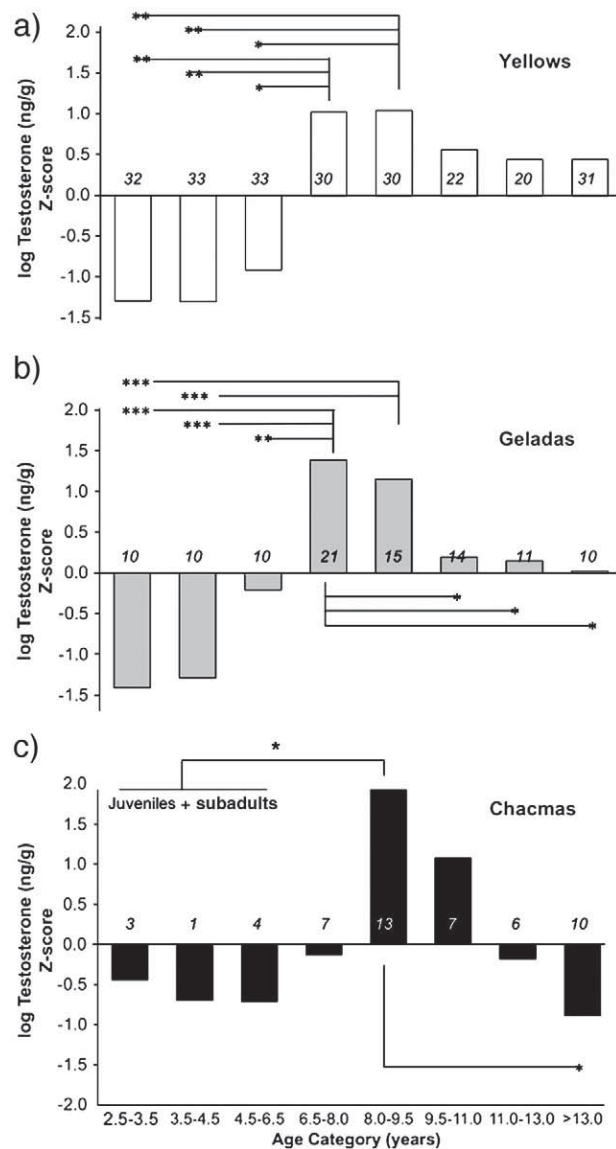 a)
**
**
*
**
**
*
Yellows
2.0
1.5
1.0
0.5
0.0
-0.5
-1.0
-1.5
log Testosterone (ng/g)
Z-score
32 33 33 30 30 22 20 31
b)
***
***
***
***
**
Geladas
2.0
1.5
1.0
0.5
0.0
-0.5
-1.0
-1.5
log Testosterone (ng/g)
Z-score
10 10 10 21 15 14 11 10
*
*
*
c)
*
Juveniles + subadults
Chacmas
2.0
1.5
1.0
0.5
0.0
-0.5
-1.0
-1.5
-2.0
log Testosterone (ng/g)
Z-score
3 1 4 7 13 7 6 10
*
2.5-3.5 3.5-4.5 4.5-6.5 6.5-8.0 8.0-9.5 9.5-11.0 11.0-13.0 >13.0
Age Category (years)